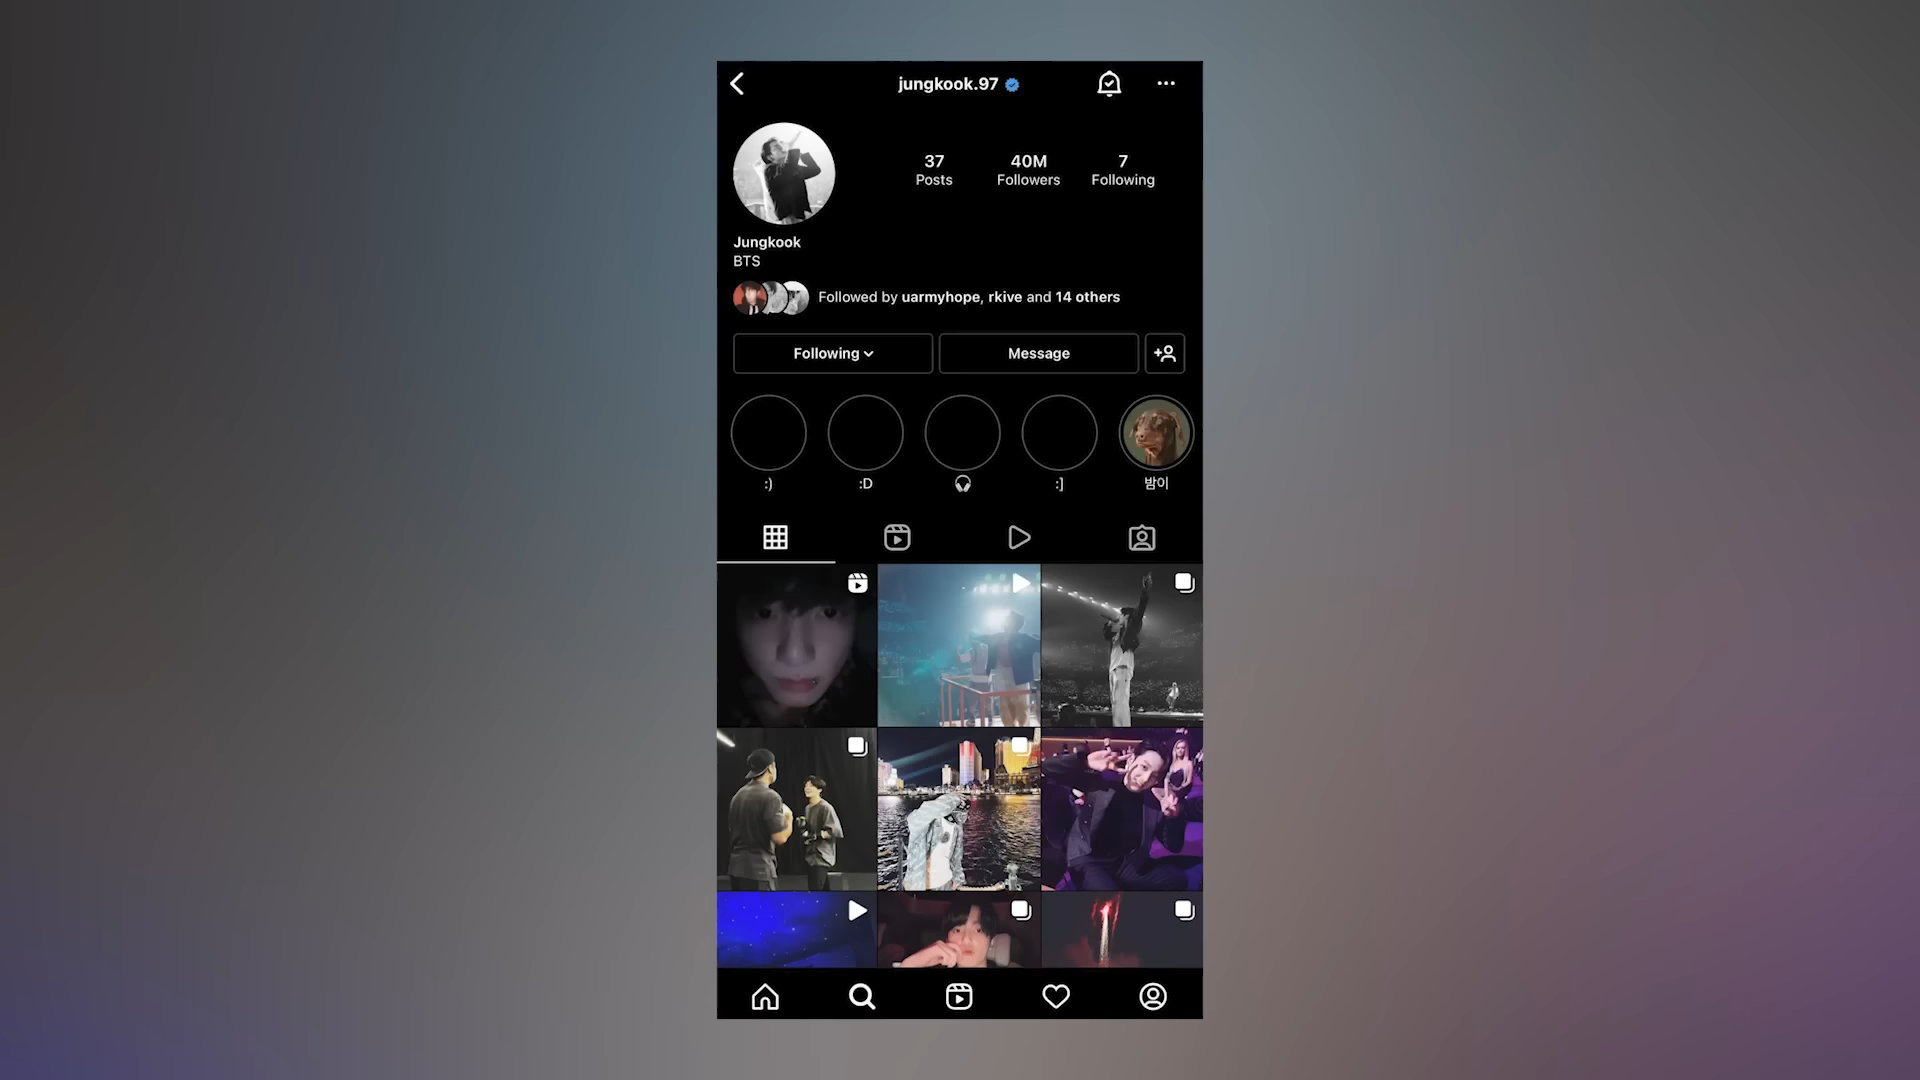 jungkook.97
37
Posts
40M
Followers
7
Following
Jungkook
BTS
Followed by uarmyhope, rkive and 14 others
Following
Message
:)
:D
🎧
:]
밤이